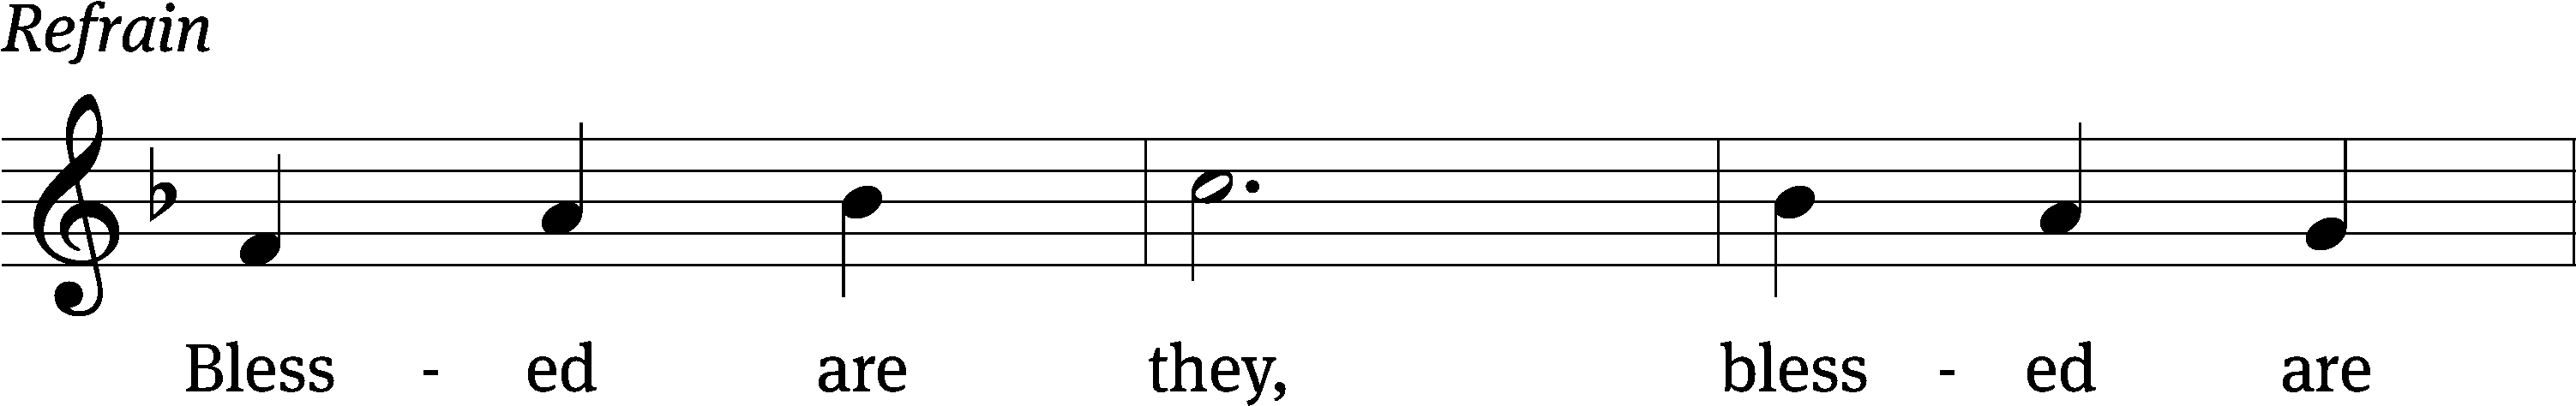 Refrain
Bless - ed are they, bless - ed are